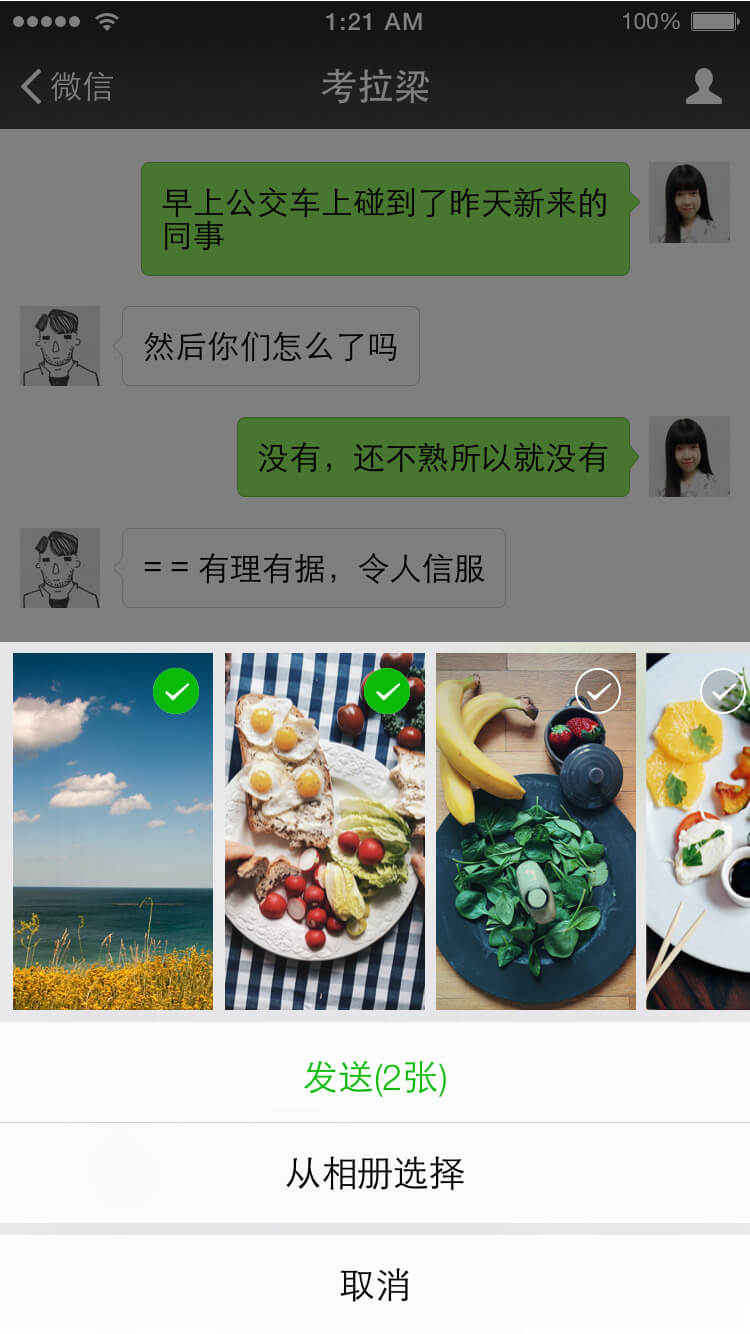 1:21 AM
100%
微信
考拉梁
早上公交车上碰到了昨天新来的
同事
然后你们怎么了吗
没有，还不熟所以就没有
= = 有理有据，令人信服
发送(2张)
从相册选择
取消